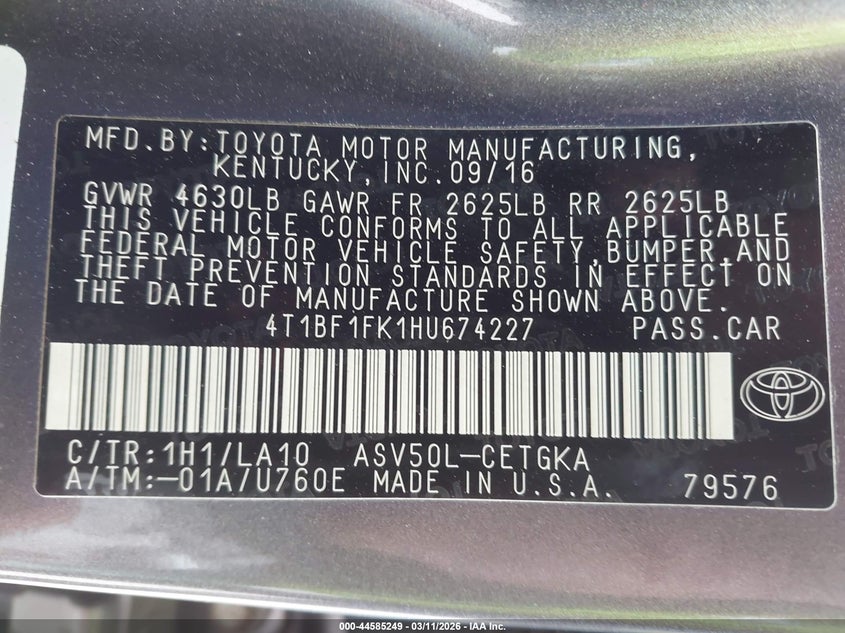 MFD.BY:TOYOTA MOTOR MANUFACTURING,
KENTUCKY,INC.09/16
GVWR 4630LB GAWR FR 2625LB RR 2625LB
THIS VEHICLE CONFORMS TO ALL APPLICABLE
FEDERAL MOTOR VEHICLE SAFETY,BUMPER,AND
THEFT PREVENTION STANDARDS IN EFFECT ON
THE DATE OF MANUFACTURE SHOWN ABOVE.
4T1BF1FK1HU674227 PASS.CAR
C/TR:1H1/LA10 ASV50L-CETGKA
A/TM:-01A/U760E MADE IN U.S.A. 79576
000-44585249 - 03/11/2026 - IAA Inc.